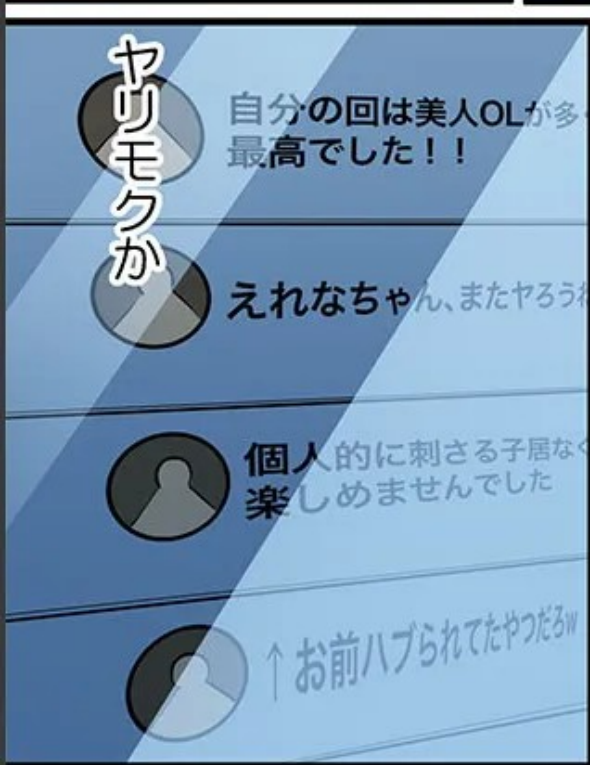 ヤリモクか
自分の回は美人OLが多
最高でした！！
えれなちゃん、またヤろう
個人的に刺さる子居なく
楽しめませんでした
↑お前ハブられてたやつだろw